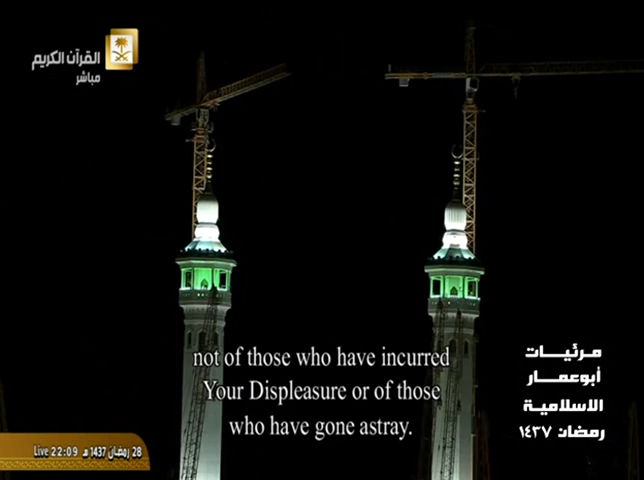 القرآن الكريم
مباشر
not of those who have incurred
Your Displeasure or of those
who have gone astray.
مرئيات
أبوعمار
الاسلامية
رمضان ١٤٣٧
Live 22:09 28 رمضان 1437 هـ